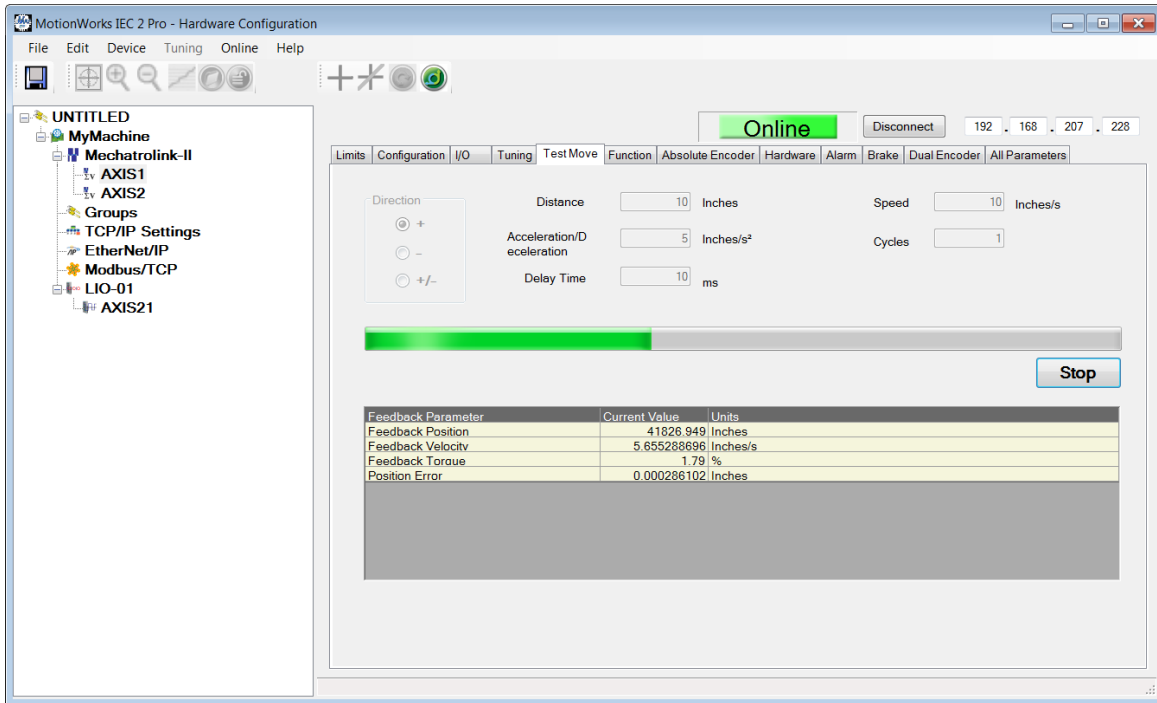 MotionWorks IEC 2 Pro - Hardware Configuration
File Edit Device Tuning Online Help
UNTITLED
MyMachine
Mechatrolink-II
AXIS1
AXIS2
Groups
TCP/IP Settings
EtherNet/IP
Modbus/TCP
LIO-01
AXIS21
Online Disconnect 192 . 168 . 207 . 228
Limits Configuration I/O Tuning Test Move Function Absolute Encoder Hardware Alarm Brake Dual Encoder All Parameters
Direction
+
-
+/-
Distance 10 Inches Speed 10 Inches/s
Acceleration/D
eceleration 5 Inches/s² Cycles 1
Delay Time 10 ms
Stop
Feedback Parameter Current Value Units
Feedback Position 41826.949 Inches
Feedback Velocity 5.655288696 Inches/s
Feedback Torque 1.79 %
Position Error 0.000286102 Inches